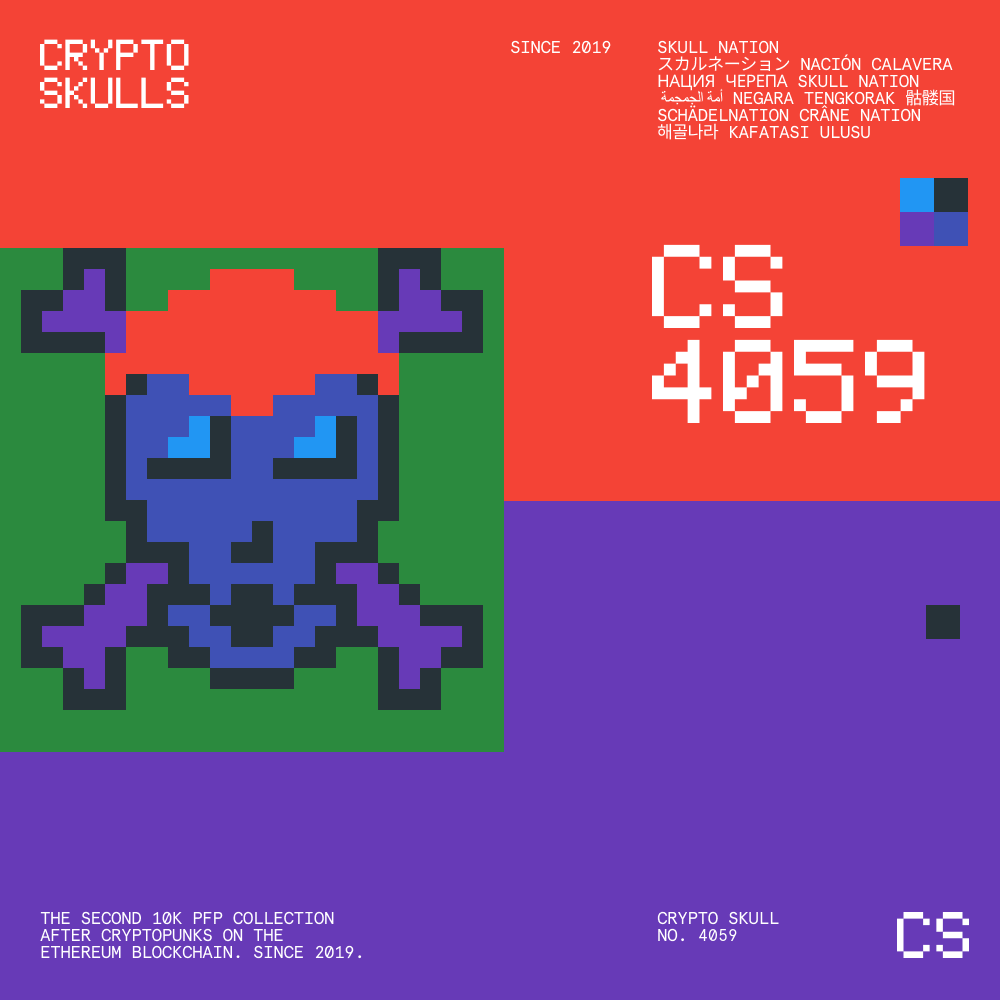 CRYPTO
SKULLS
SINCE 2019
SKULL NATION
スカルネーション NACIÓN CALAVERA
НАЦИЯ ЧЕРЕПА SKULL NATION
أمة الجمجمة NEGARA TENGKORAK 骷髅国
SCHÄDELNATION CRÂNE NATION
해골나라 KAFATASI ULUSU
CS
4059
THE SECOND 10K PFP COLLECTION
AFTER CRYPTOPUNKS ON THE
ETHEREUM BLOCKCHAIN. SINCE 2019.
CRYPTO SKULL
NO. 4059
CS